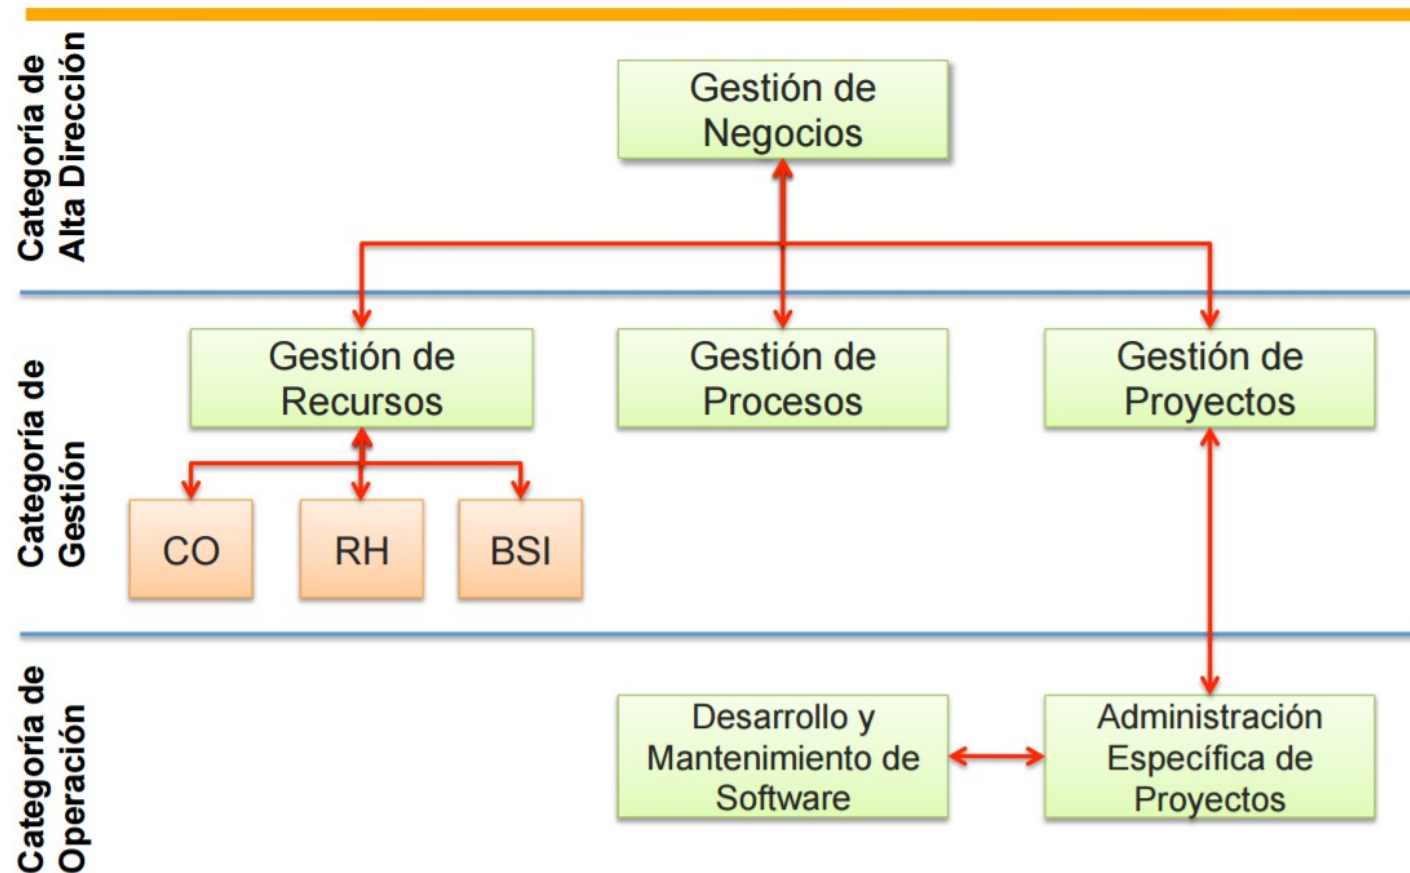 Categoría de
Alta Dirección
Gestión de
Negocios
Categoría de
Gestión
Gestión de
Recursos
Gestión de
Procesos
Gestión de
Proyectos
CO
RH
BSI
Categoría de
Operación
Desarrollo y
Mantenimiento de
Software
Administración
Específica de
Proyectos